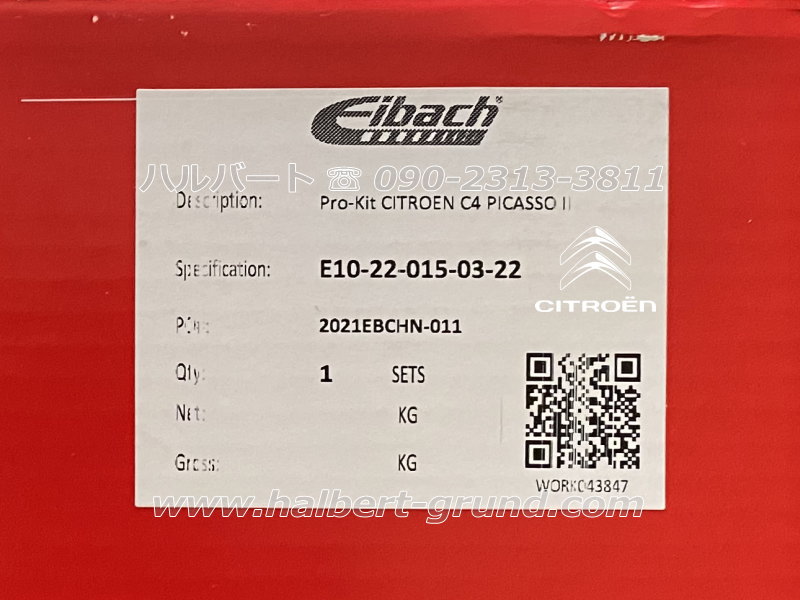 Eibach®
ハルバート ☎ 090-2313-3811
Description: Pro-Kit CITROEN C4 PICASSO II
Specification: E10-22-015-03-22
CITROËN
2021EBCHN-011
Qty: 1 SETS
Net: KG
Gross: KG
WORK043847
www.halbert-grund.com